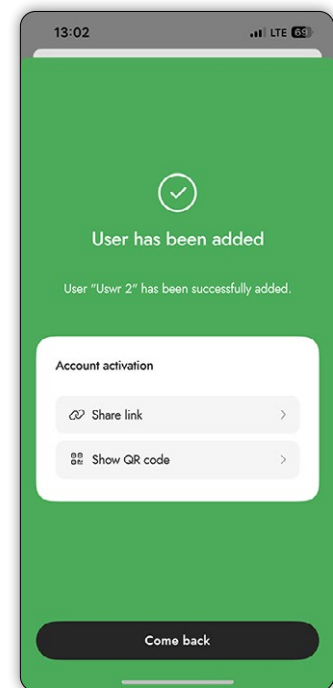 13:02
LTE 69
User has been added
User "Uswr 2" has been successfully added.
Account activation
Share link
Show QR code
Come back